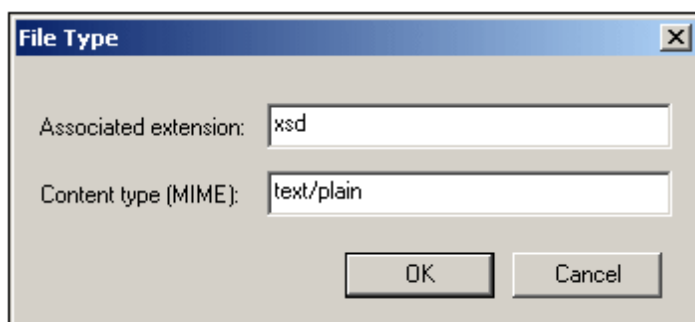 File Type
Associated extension: xsd
Content type (MIME): text/plain
OK Cancel